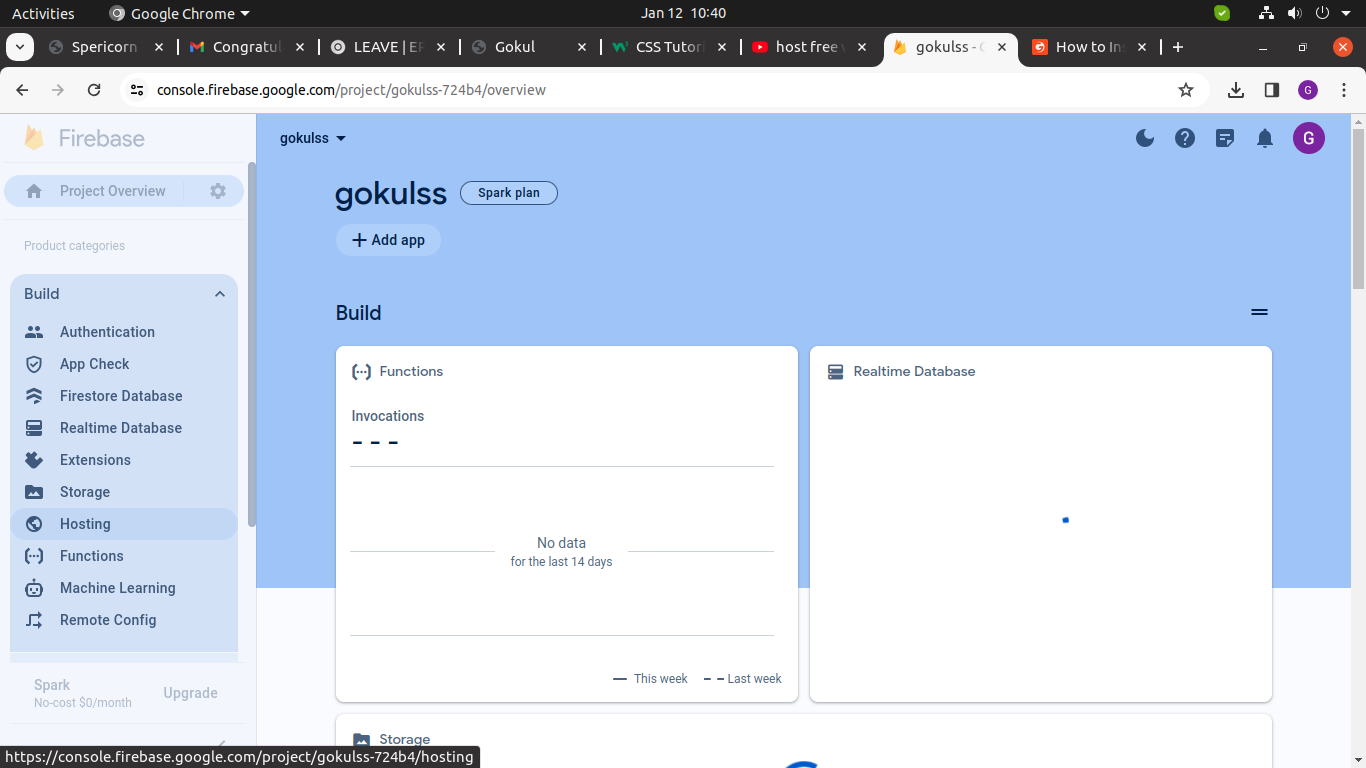 Activities
Google Chrome
Jan 12 10:40
Spericorn
Congratul
LEAVE | EF
Gokul
CSS Tutori
host free
gokulss - 
How to Ins
console.firebase.google.com/project/gokulss-724b4/overview
G
Firebase
gokulss
G
Project Overview
gokulss
Spark plan
+ Add app
Product categories
Build
Build
Authentication
App Check
Firestore Database
Realtime Database
Extensions
Storage
Hosting
Functions
Machine Learning
Remote Config
Functions
Realtime Database
Invocations
- - -
No data
for the last 14 days
This week
Last week
Spark
No-cost $0/month
Upgrade
Storage
https://console.firebase.google.com/project/gokulss-724b4/hosting